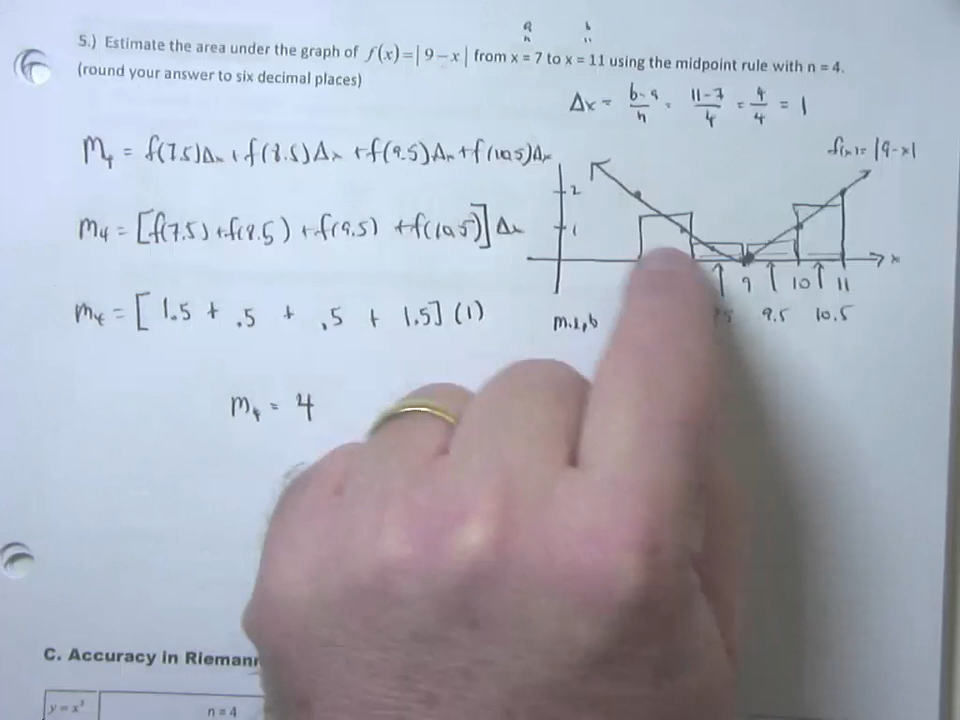 a b
5.) Estimate the area under the graph of f(x)=| 9 – x | from x = 7 to x = 11 using the midpoint rule with n = 4.
(round your answer to six decimal places)
Δx = b-a/n = 11-7/4 = 4/4 = 1
M4 = f(7.5)Δx + f(8.5)Δx + f(9.5)Δx + f(10.5)Δx
f(x) = |9-x|
2
M4 = [f(7.5) + f(8.5) + f(9.5) + f(10.5)] Δx
1
x
9 10 11
M4 = [ 1.5 + .5 + .5 + 1.5] (1)
9.5 10.5
M4 = 4
C. Accuracy in
y = x²
n = 4